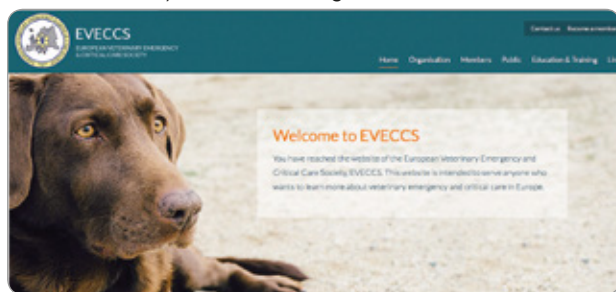 EVECCS
EUROPEAN VETERINARY EMERGENCY
& CRITICAL CARE SOCIETY
Contact us Become a member
Home Organisation Members Public Education & Training
Welcome to EVECCS
You have reached the website of the European Veterinary Emergency and
Critical Care Society, EVECCS. This website is intended to serve anyone who
wants to learn more about veterinary emergency and critical care in Europe.